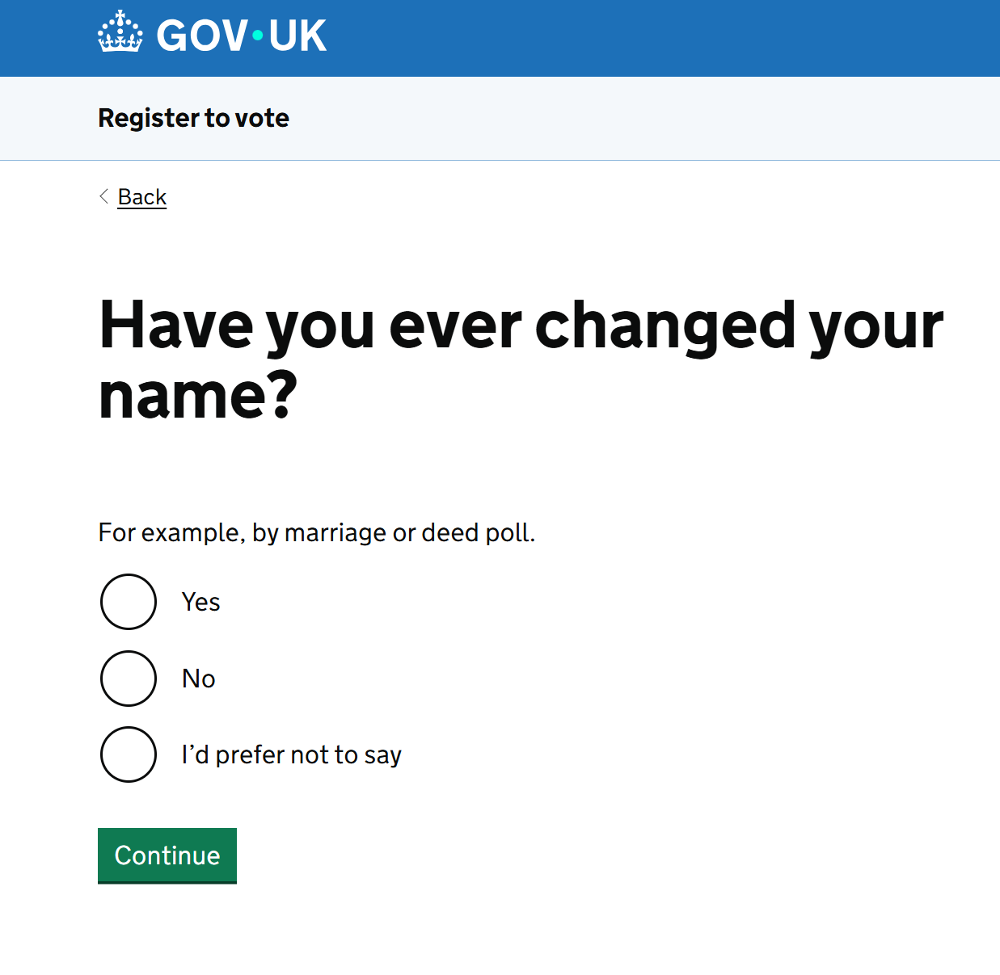 GOV.UK
Register to vote
Back
Have you ever changed your
name?
For example, by marriage or deed poll.
Yes
No
I’d prefer not to say
Continue